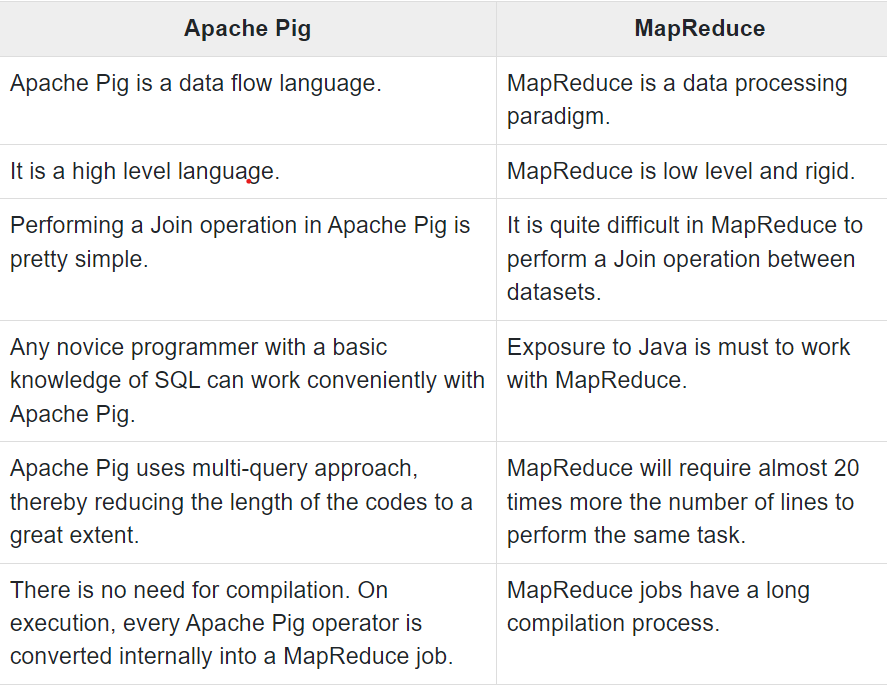 Apache Pig
MapReduce
Apache Pig is a data flow language.
MapReduce is a data processing
paradigm.
It is a high level language.
MapReduce is low level and rigid.
Performing a Join operation in Apache Pig is
pretty simple.
It is quite difficult in MapReduce to
perform a Join operation between
datasets.
Any novice programmer with a basic
knowledge of SQL can work conveniently with
Apache Pig.
Exposure to Java is must to work
with MapReduce.
Apache Pig uses multi-query approach,
thereby reducing the length of the codes to a
great extent.
MapReduce will require almost 20
times more the number of lines to
perform the same task.
There is no need for compilation. On
execution, every Apache Pig operator is
converted internally into a MapReduce job.
MapReduce jobs have a long
compilation process.